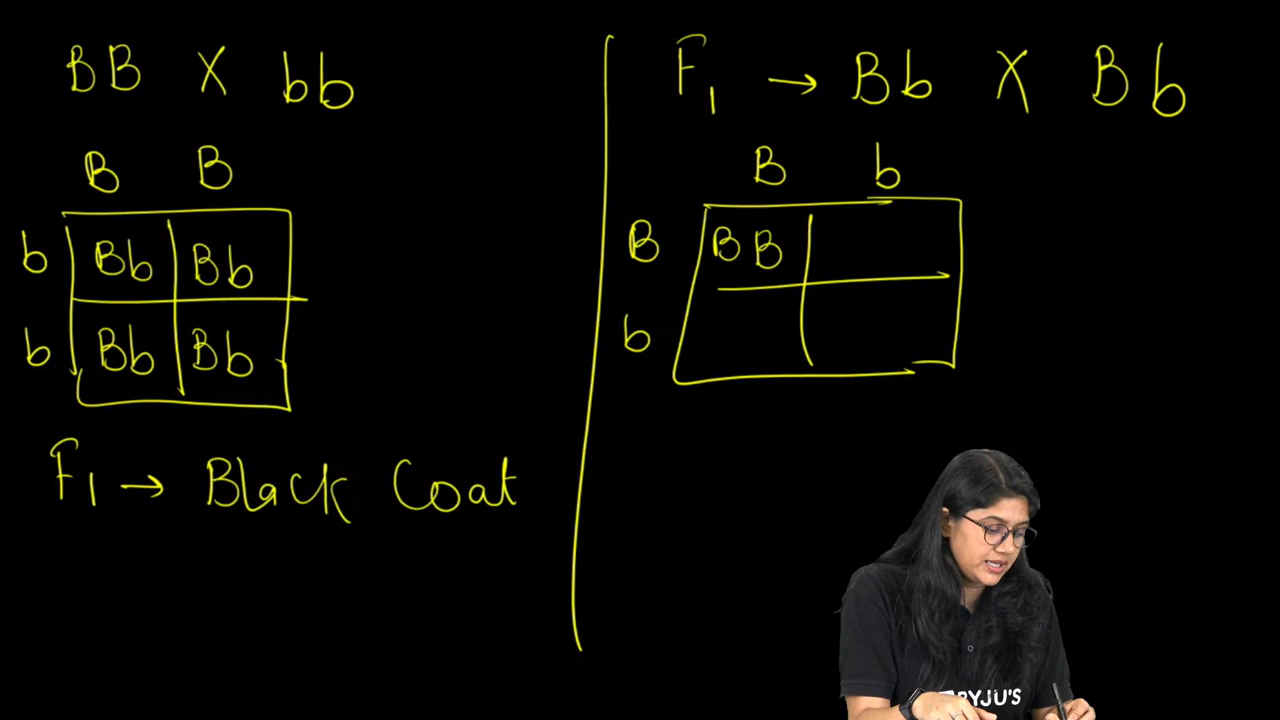 BB X bb
B B
b Bb Bb
b Bb Bb
F1 → Black Coat
F1 → Bb X Bb
B b
B BB
b
BYJU'S